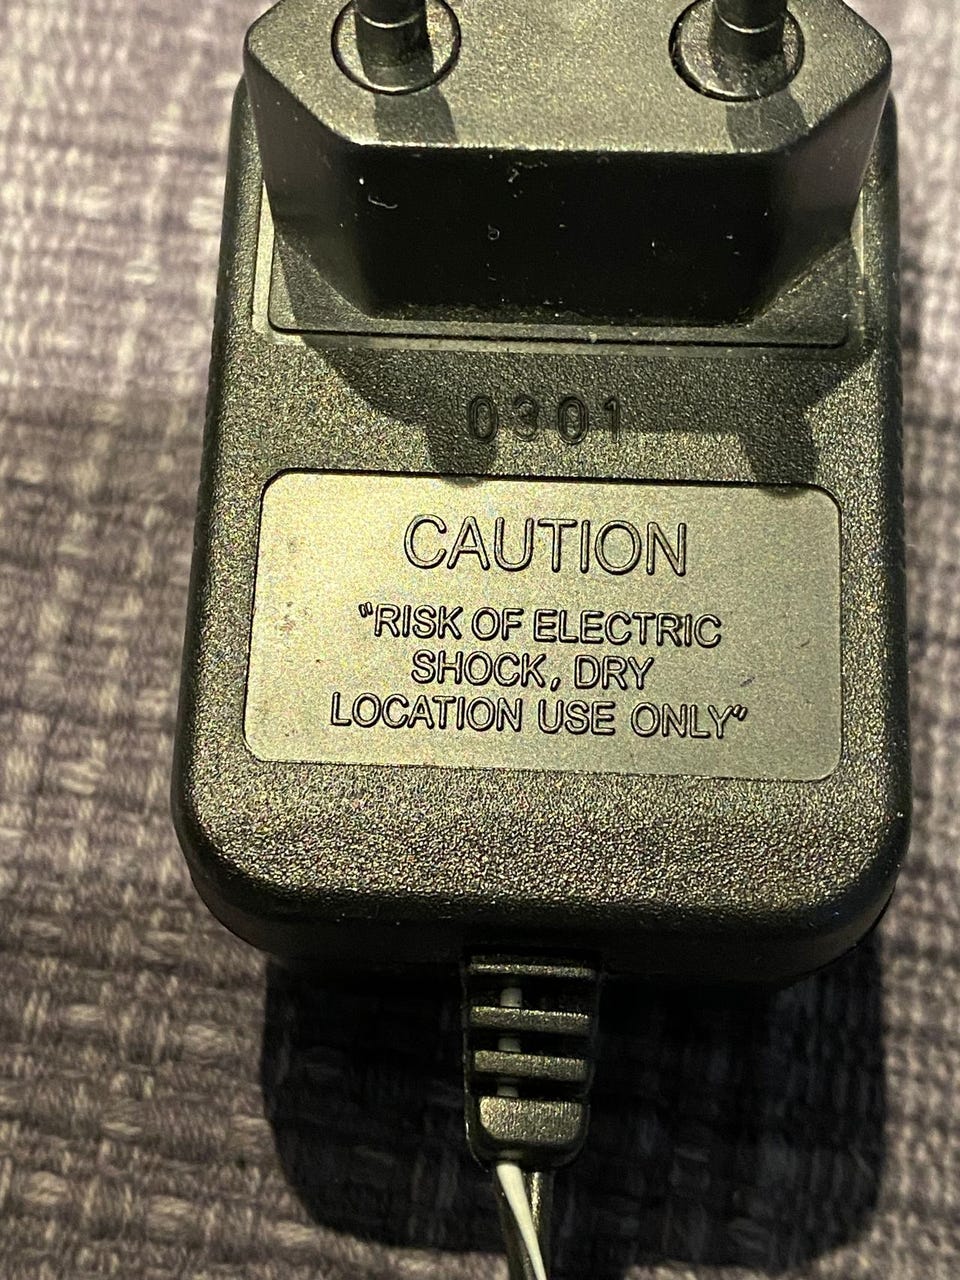 0301
CAUTION
"RISK OF ELECTRIC
SHOCK, DRY
LOCATION USE ONLY"